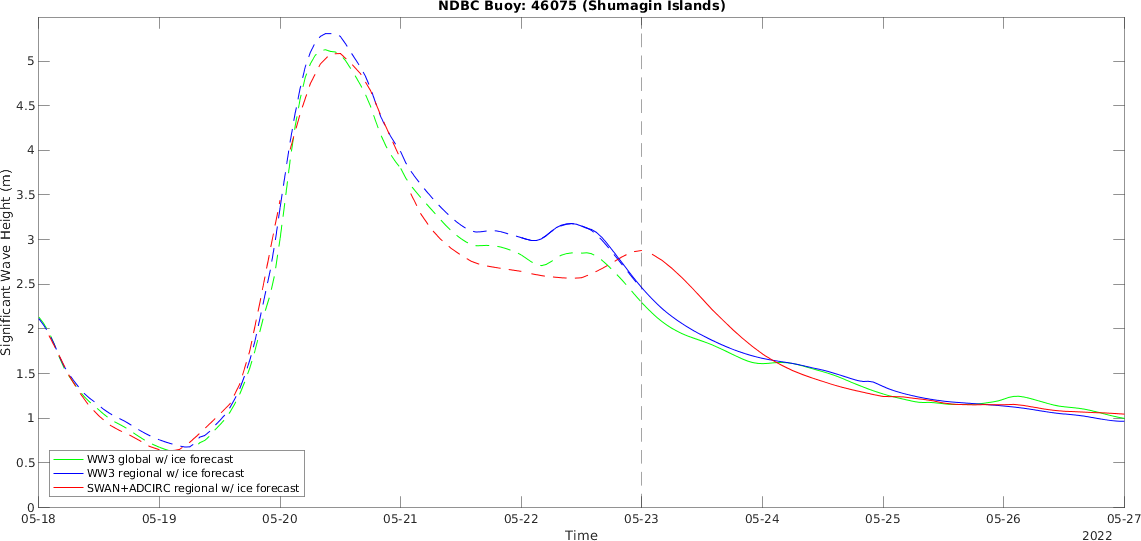 NDBC Buoy: 46075 (Shumagin Islands)
5
4.5
4
3.5
3
2.5
2
1.5
1
0.5
0
Significant Wave Height (m)
WW3 global w/ ice forecast
WW3 regional w/ ice forecast
SWAN+ADCIRC regional w/ ice forecast
05-18 05-19 05-20 05-21 05-22 05-23 05-24 05-25 05-26 05-27
Time
2022